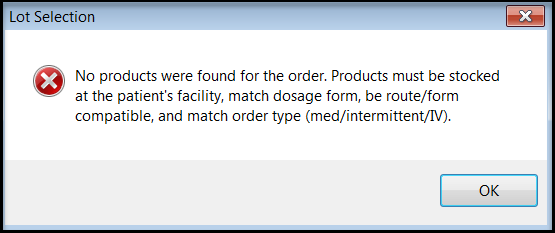 Lot Selection
No products were found for the order. Products must be stocked
at the patient's facility, match dosage form, be route/form
compatible, and match order type (med/intermittent/IV).
OK